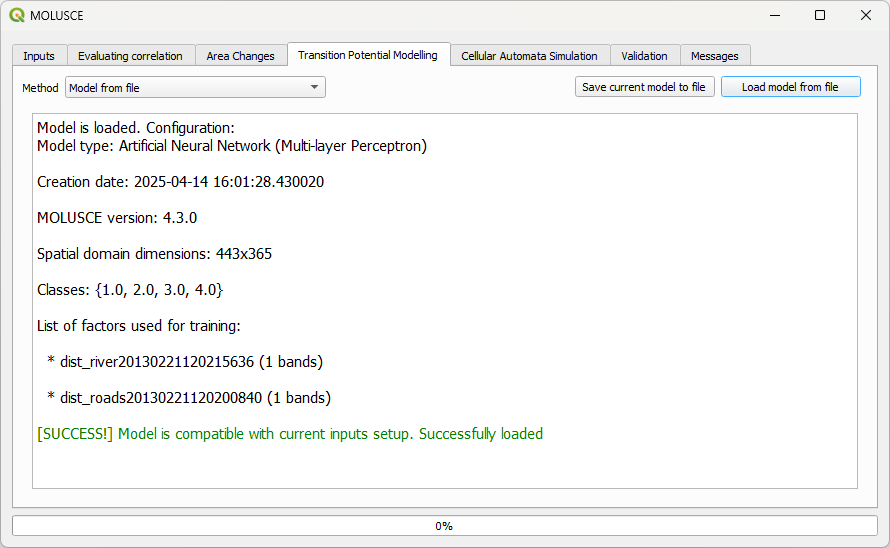 MOLUSCE
Inputs
Evaluating correlation
Area Changes
Transition Potential Modelling
Cellular Automata Simulation
Validation
Messages
Method
Model from file
Save current model to file
Load model from file
Model is loaded. Configuration:
Model type: Artificial Neural Network (Multi-layer Perceptron)
Creation date: 2025-04-14 16:01:28.430020
MOLUSCE version: 4.3.0
Spatial domain dimensions: 443x365
Classes: {1.0, 2.0, 3.0, 4.0}
List of factors used for training:
* dist_river20130221120215636 (1 bands)
* dist_roads20130221120200840 (1 bands)
[SUCCESS!] Model is compatible with current inputs setup. Successfully loaded
0%